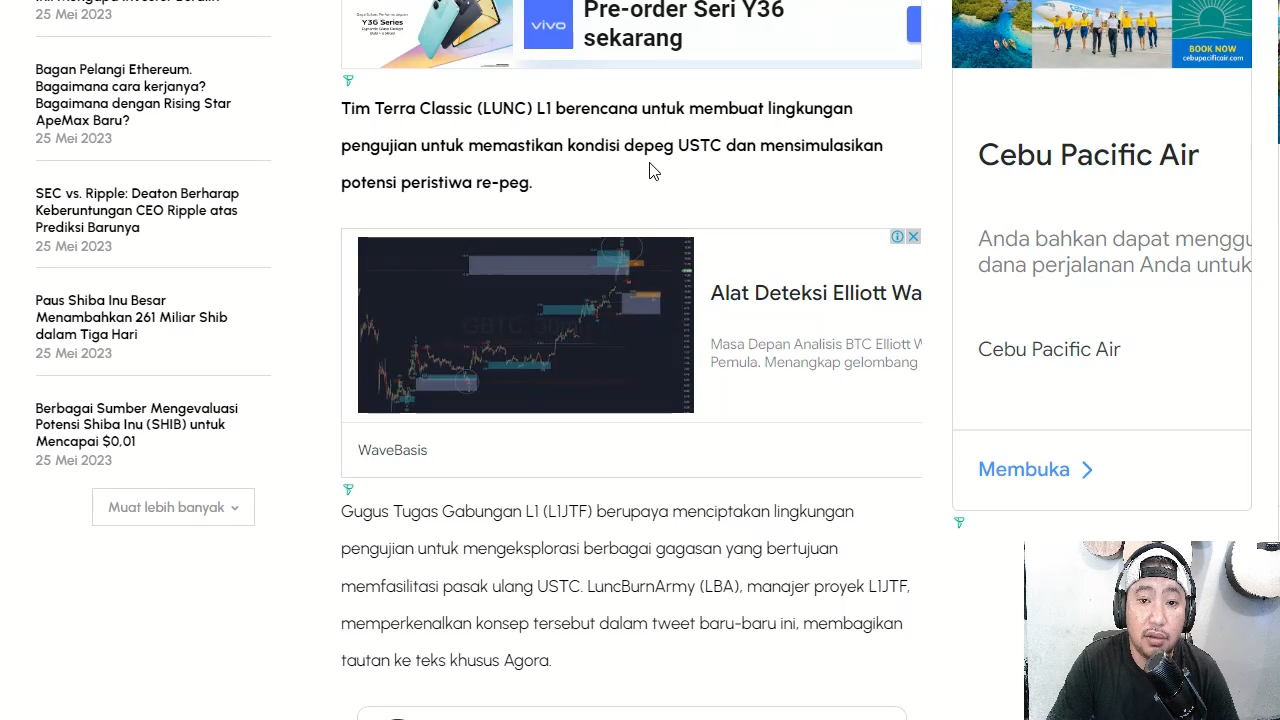 25 Mei 2023
Bagan Pelangi Ethereum.
Bagaimana cara kerjanya?
Bagaimana dengan Rising Star
ApeMax Baru?
25 Mei 2023
SEC vs. Ripple: Deaton Berharap
Keberuntungan CEO Ripple atas
Prediksi Barunya
25 Mei 2023
Paus Shiba Inu Besar
Menambahkan 261 Miliar Shib
dalam Tiga Hari
25 Mei 2023
Berbagai Sumber Mengevaluasi
Potensi Shiba Inu (SHIB) untuk
Mencapai $0,01
25 Mei 2023
Muat lebih banyak
Y36 Series
vivo
Pre-order Seri Y36
sekarang
Tim Terra Classic (LUNC) L1 berencana untuk membuat lingkungan
pengujian untuk memastikan kondisi depeg USTC dan mensimulasikan
potensi peristiwa re-peg.
Alat Deteksi Elliott Wa
Masa Depan Analisis BTC Elliott W
Pemula. Menangkap gelombang
WaveBasis
Gugus Tugas Gabungan L1 (L1JTF) berupaya menciptakan lingkungan
pengujian untuk mengeksplorasi berbagai gagasan yang bertujuan
memfasilitasi pasak ulang USTC. LuncBurnArmy (LBA), manajer proyek L1JTF,
memperkenalkan konsep tersebut dalam tweet baru-baru ini, membagikan
tautan ke teks khusus Agora.
BOOK NOW
cebupacificair.com
Cebu Pacific Air
Anda bahkan dapat menggu
dana perjalanan Anda untuk
Cebu Pacific Air
Membuka